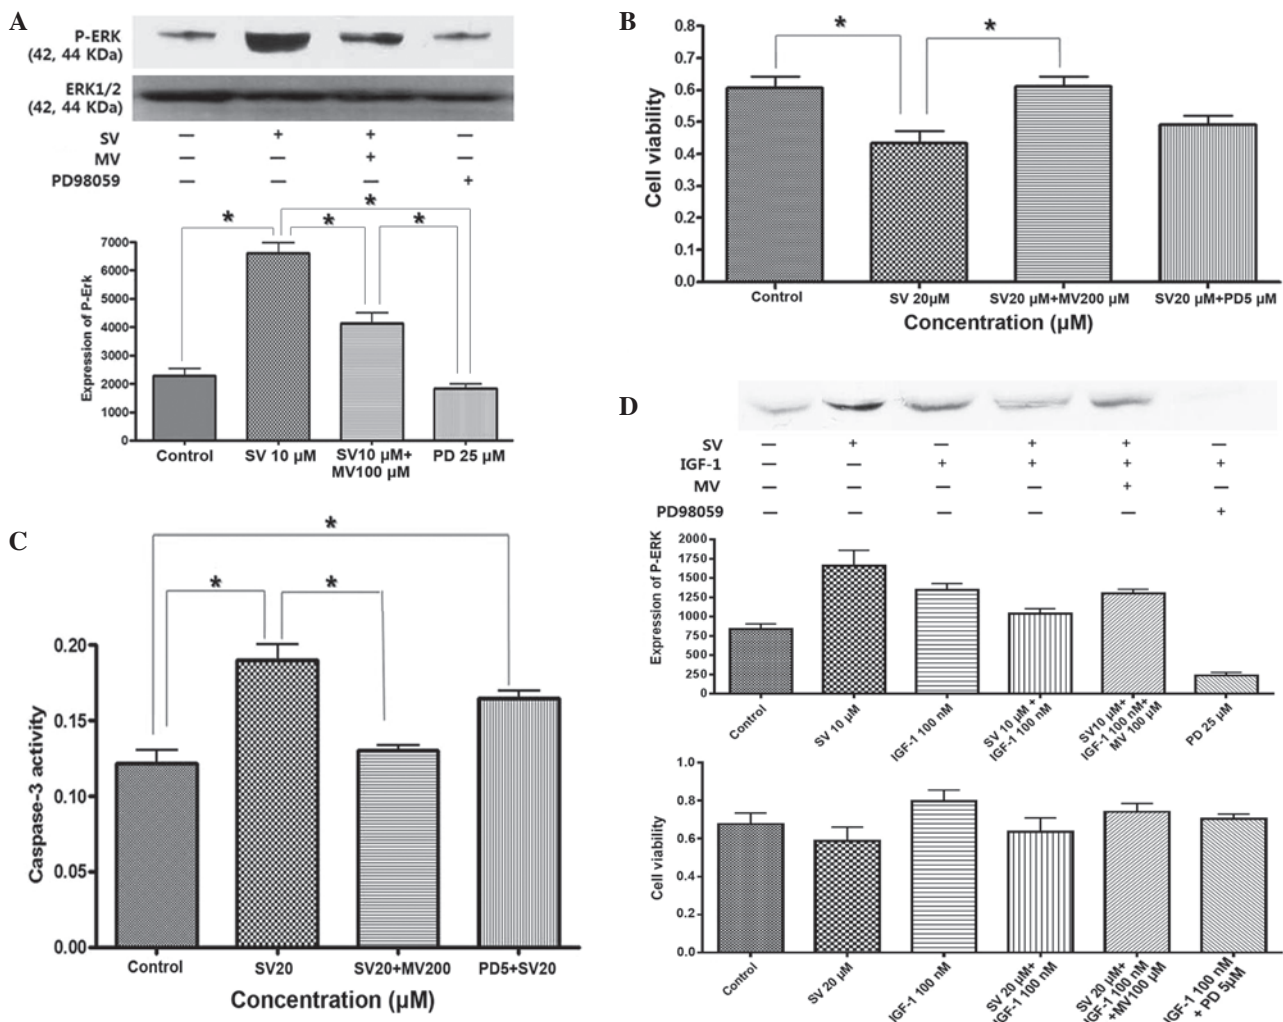 A
P-ERK
(42, 44 KDa)
ERK1/2
(42, 44 KDa)
SV — + + —
MV — — + —
PD98059 — — — +
* * * *
Expression of P-Erk
7000
6000
5000
4000
3000
2000
1000
0
Control SV 10 μM SV10 μM+ PD 25 μM
MV100 μM
B
* *
Cell viability
0.8
0.7
0.6
0.5
0.4
0.3
0.2
0.1
0.0
Control SV 20μM SV20 μM+MV200 μM SV20 μM+PD5 μM
Concentration (μM)
C
*
* *
Caspase-3 activity
0.20
0.15
0.10
0.05
0.00
Control SV20 SV20+MV200 PD5+SV20
Concentration (μM)
D
SV — + — + + —
IGF-1 — — + + + +
MV — — — — + —
PD98059 — — — — — +
Expression of P-ERK
2000
1750
1500
1250
1000
750
500
250
0
Control
SV 10 μM
IGF-1 100 nM
SV 10 μM +
IGF-1 100 nM
SV10 μM+
IGF-1 100 nM+
MV 100 μM
PD 25 μM
Cell viability
1.0
0.8
0.6
0.4
0.2
0.0
Control
SV 20 μM
IGF-1 100 nM
SV 20 μM+
IGF-1 100 nM
SV 20 μM+
IGF-1 100 nM
+MV100 μM
IGF-1 100 nM
+ PD 5μM